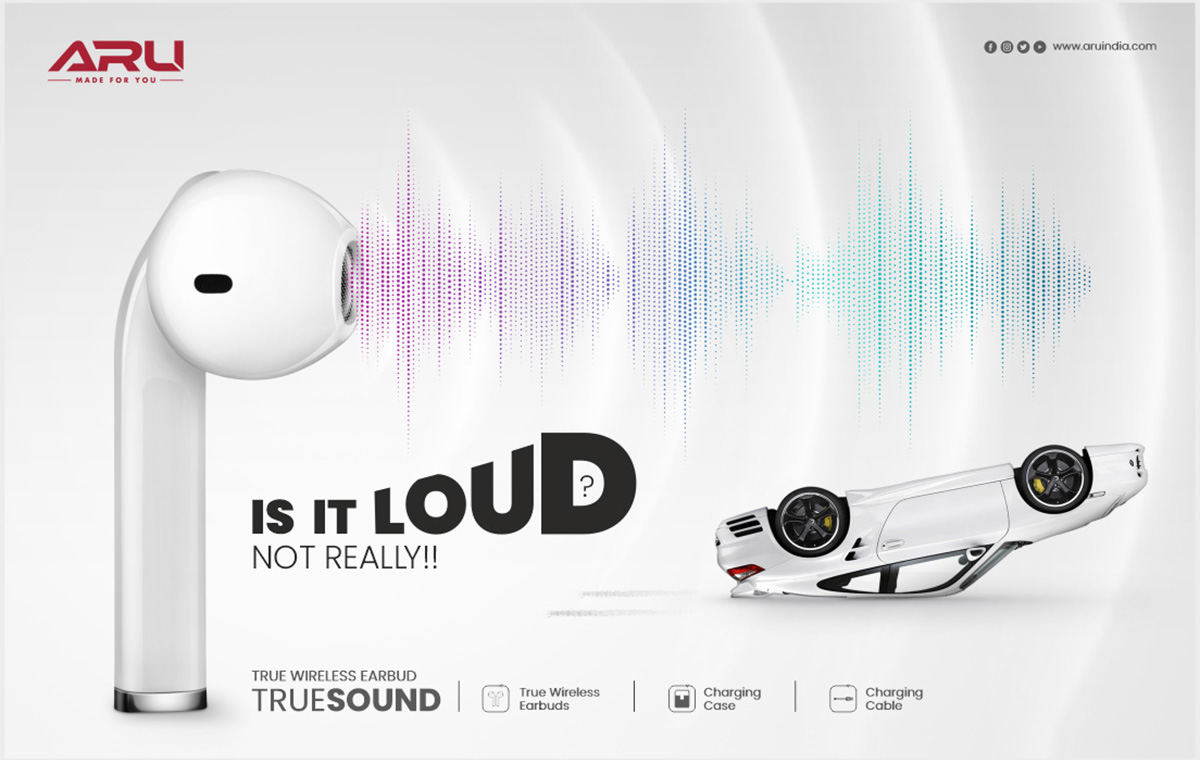 ARU
MADE FOR YOU
www.aruindia.com
IS IT LOUD?
NOT REALLY!!
TRUE WIRELESS EARBUD
TRUESOUND
True Wireless
Earbuds
Charging
Case
Charging
Cable